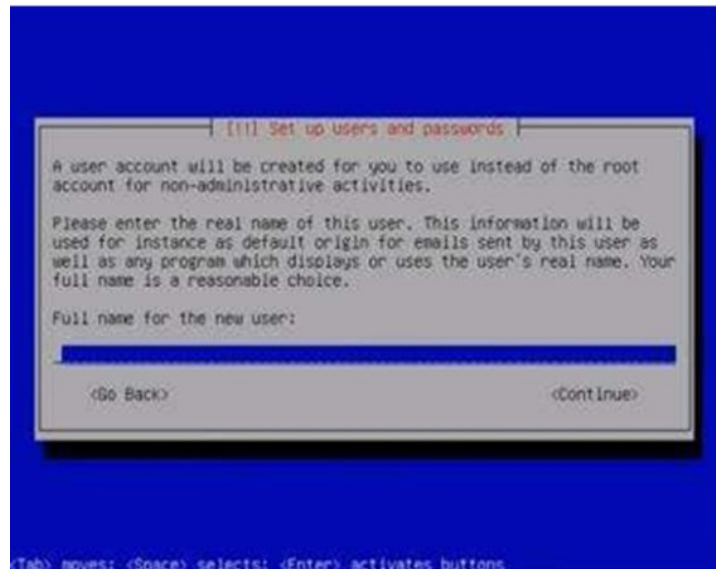 [!!] Set up users and passwords
A user account will be created for you to use instead of the root
account for non-administrative activities.
Please enter the real name of this user. This information will be
used for instance as default origin for emails sent by this user as
well as any program which displays or uses the user's real name. Your
full name is a reasonable choice.
Full name for the new user:
<Go Back> <Continue>
<Tab> moves; <Space> selects; <Enter> activates buttons